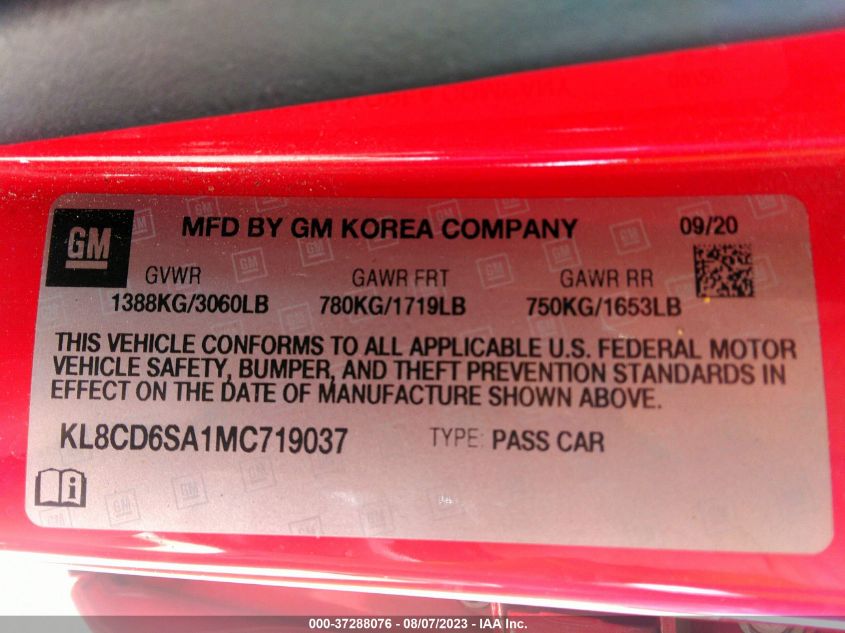 GM
MFD BY GM KOREA COMPANY 09/20
GVWR GAWR FRT GAWR RR
1388KG/3060LB 780KG/1719LB 750KG/1653LB
THIS VEHICLE CONFORMS TO ALL APPLICABLE U.S. FEDERAL MOTOR
VEHICLE SAFETY, BUMPER, AND THEFT PREVENTION STANDARDS IN
EFFECT ON THE DATE OF MANUFACTURE SHOWN ABOVE.
KL8CD6SA1MC719037 TYPE: PASS CAR
000-37288076 - 08/07/2023 - IAA Inc.